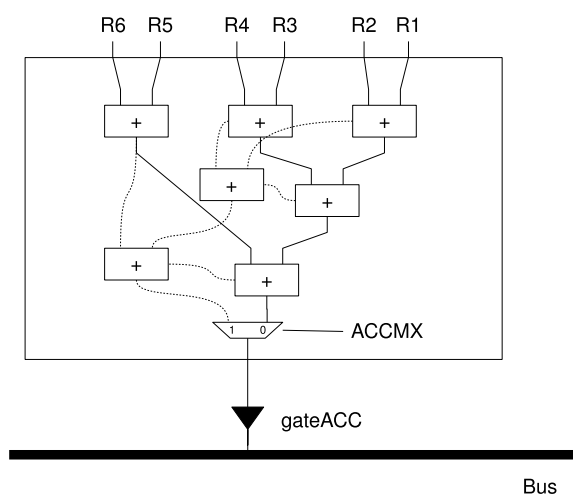 R6 R5 R4 R3 R2 R1
+ + +
+
+
+
+
1 0
ACCMX
gateACC
Bus